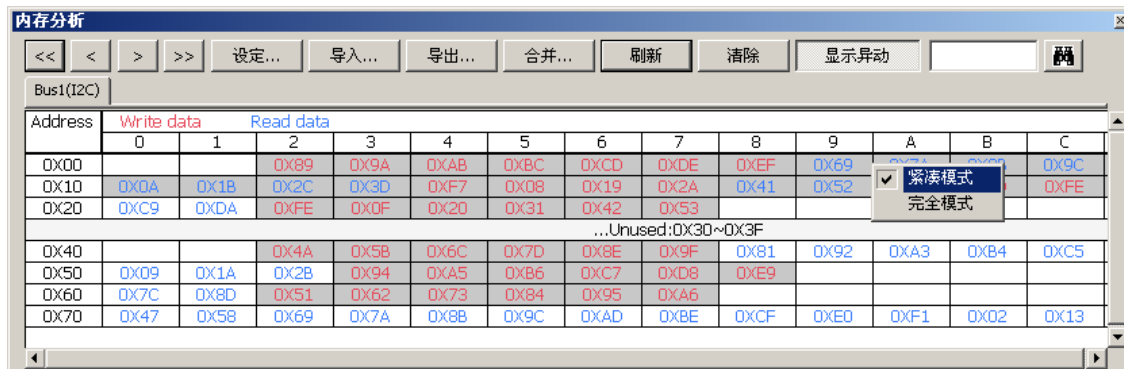 内存分析
<< < > >> 设定... 导入... 导出... 合并... 刷新 清除 显示异动
Bus1(I2C)
Address Write data Read data
0 1 2 3 4 5 6 7 8 9 A B C
0X00 0X89 0X9A 0XAB 0XBC 0XCD 0XDE 0XEF 0X69 0X9C
0X10 0X0A 0X1B 0X2C 0X3D 0XF7 0X08 0X19 0X2A 0X41 0X52 0XFE
紧凑模式
完全模式
0X20 0XC9 0XDA 0XFE 0X0F 0X20 0X31 0X42 0X53
...Unused:0X30~0X3F
0X40 0X4A 0X5B 0X6C 0X7D 0X8E 0X9F 0X81 0X92 0XA3 0XB4 0XC5
0X50 0X09 0X1A 0X2B 0X94 0XA5 0XB6 0XC7 0XD8 0XE9
0X60 0X7C 0X8D 0X51 0X62 0X73 0X84 0X95 0XA6
0X70 0X47 0X58 0X69 0X7A 0X8B 0X9C 0XAD 0XBE 0XCF 0XE0 0XF1 0X02 0X13